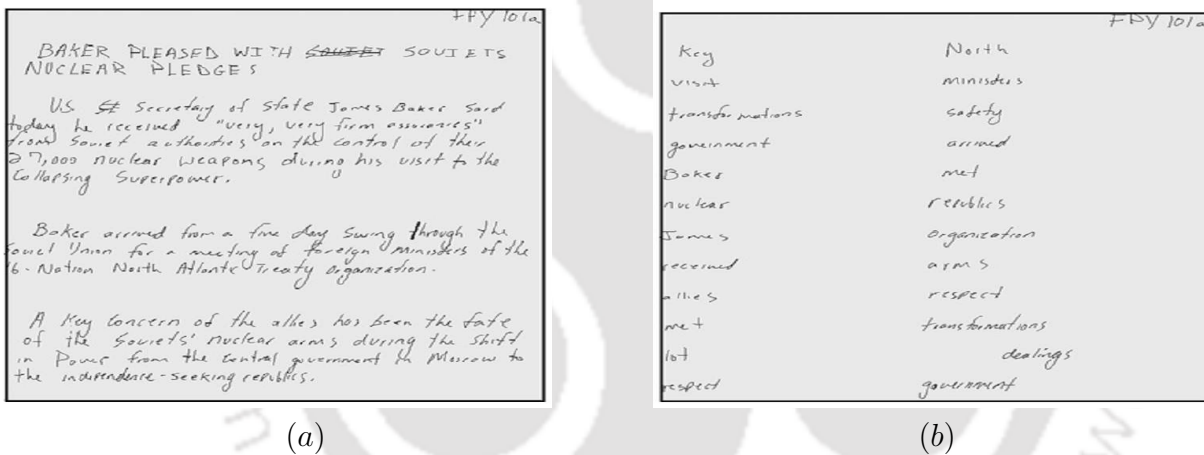 FPY 101a
BAKER PLEASED WITH SOVIETS
NUCLEAR PLEDGES
U.S. Secretary of State James Baker said
today he received "very, very firm assurances"
from Soviet authorities on the control of their
27,000 nuclear weapons during his visit to the
Collapsing Superpower.
Baker arrived from a five day swing through the
Soviet Union for a meeting of foreign ministers of the
16-Nation North Atlantic Treaty Organization.
A Key Concern of the allies has been the fate
of the Soviets' nuclear arms during the shift
in Power from the central government in Moscow to
the independence-seeking republics.
(a)
FPY 101a
Key North
visit ministers
transformations safety
government arrived
Baker met
nuclear republics
James Organization
received arms
allies respect
met transformations
lot dealings
respect government
(b)